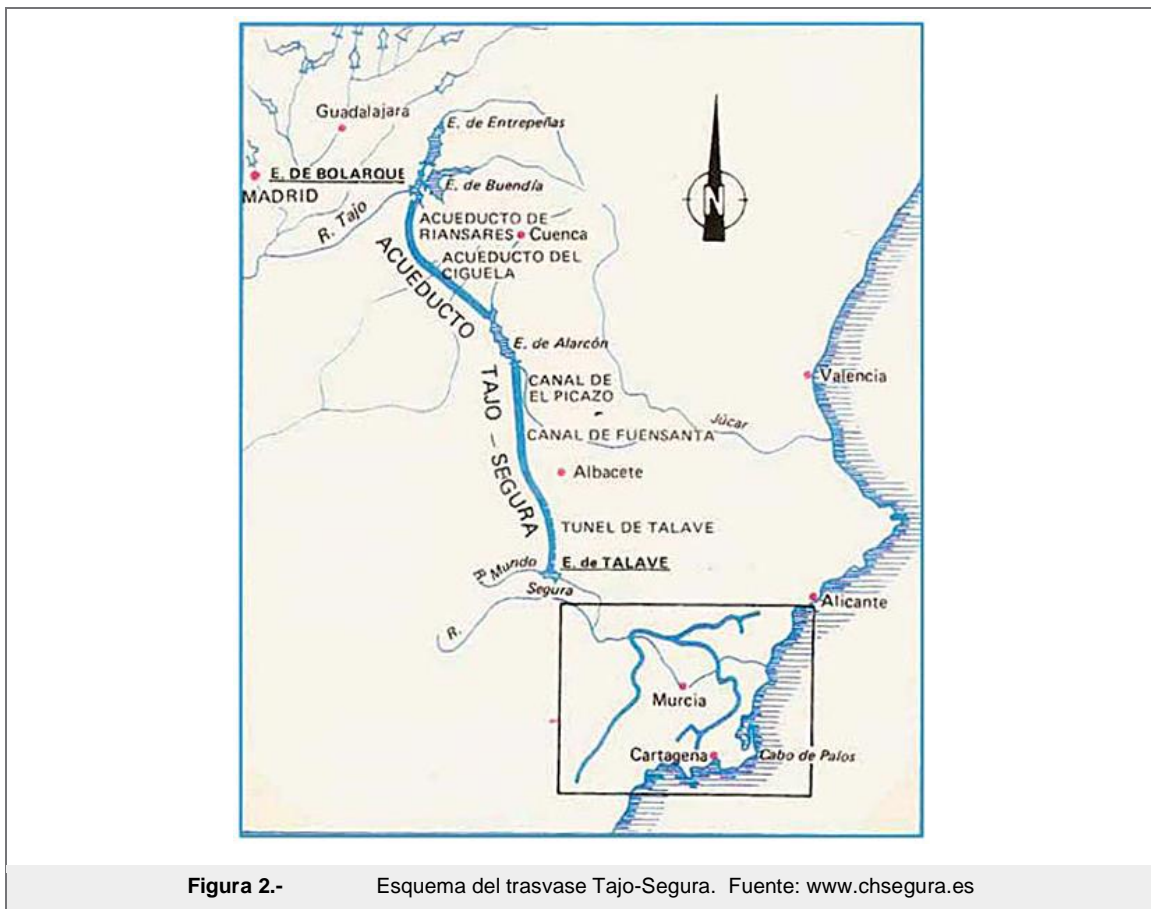 Guadalajara
E. de Entrepeñas
E. DE BOLARQUE
MADRID
E. de Buendía
R. Tajo
ACUEDUCTO DE
RIANSARES
Cuenca
ACUEDUCTO DEL
CIGUELA
ACUEDUCTO
TAJO - SEGURA
N
E. de Alarcón
CANAL DE
EL PICAZO
Valencia
Júcar
CANAL DE FUENSANTA
Albacete
TUNEL DE TALAVE
E. de TALAVE
R. Mundo
Segura
R.
Alicante
Murcia
Cartagena
Cabo de Palos
Figura 2.- Esquema del trasvase Tajo-Segura. Fuente: www.chsegura.es